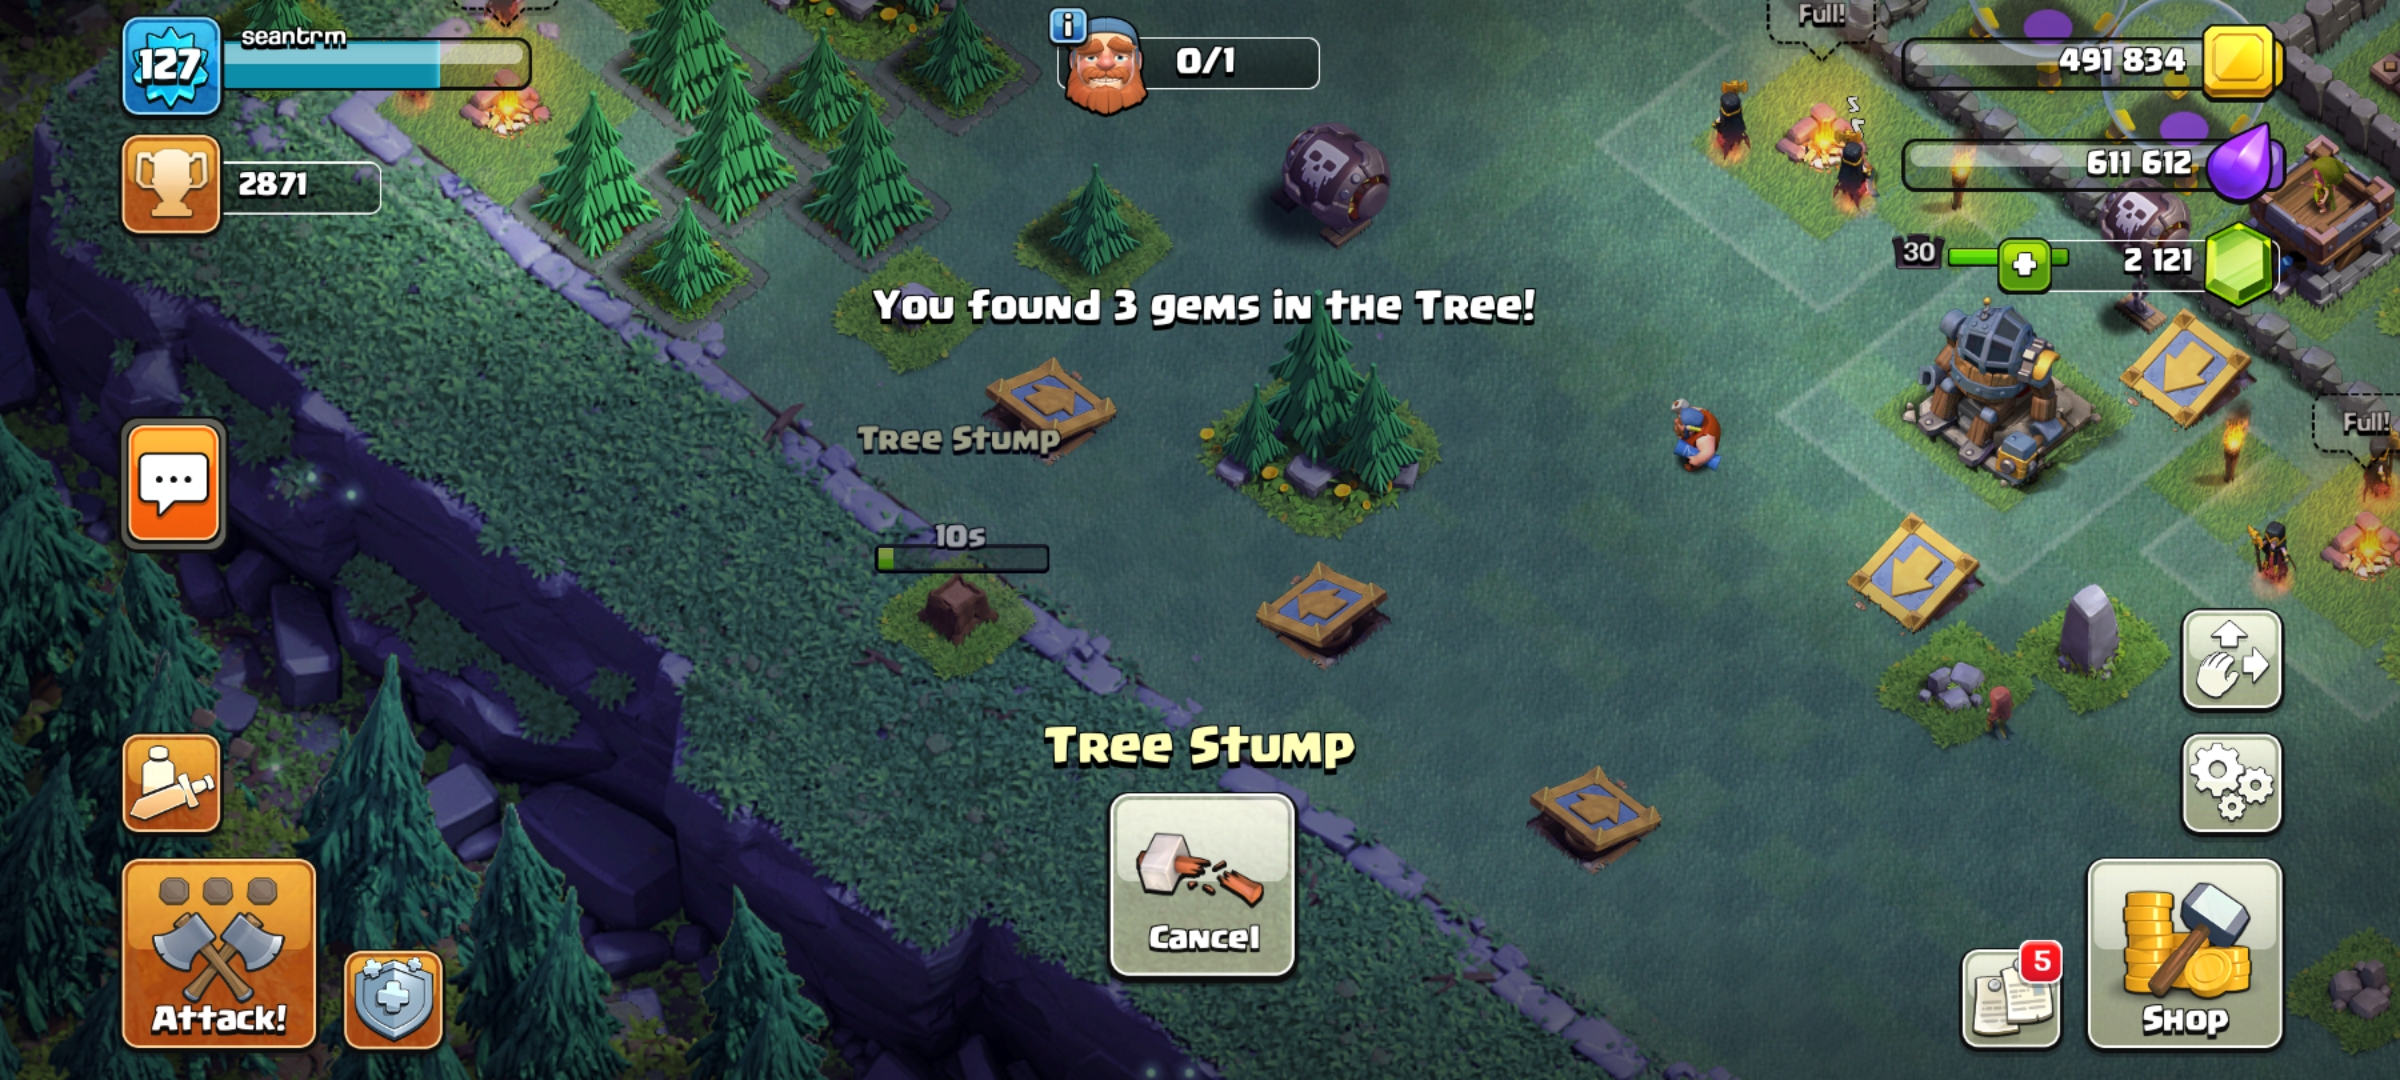 127
seantrm
0/1
Full!
491 834
2871
611 612
30
2 121
You found 3 gems in the Tree!
Tree Stump
Full!
10s
Tree Stump
Cancel
Attack!
5
Shop